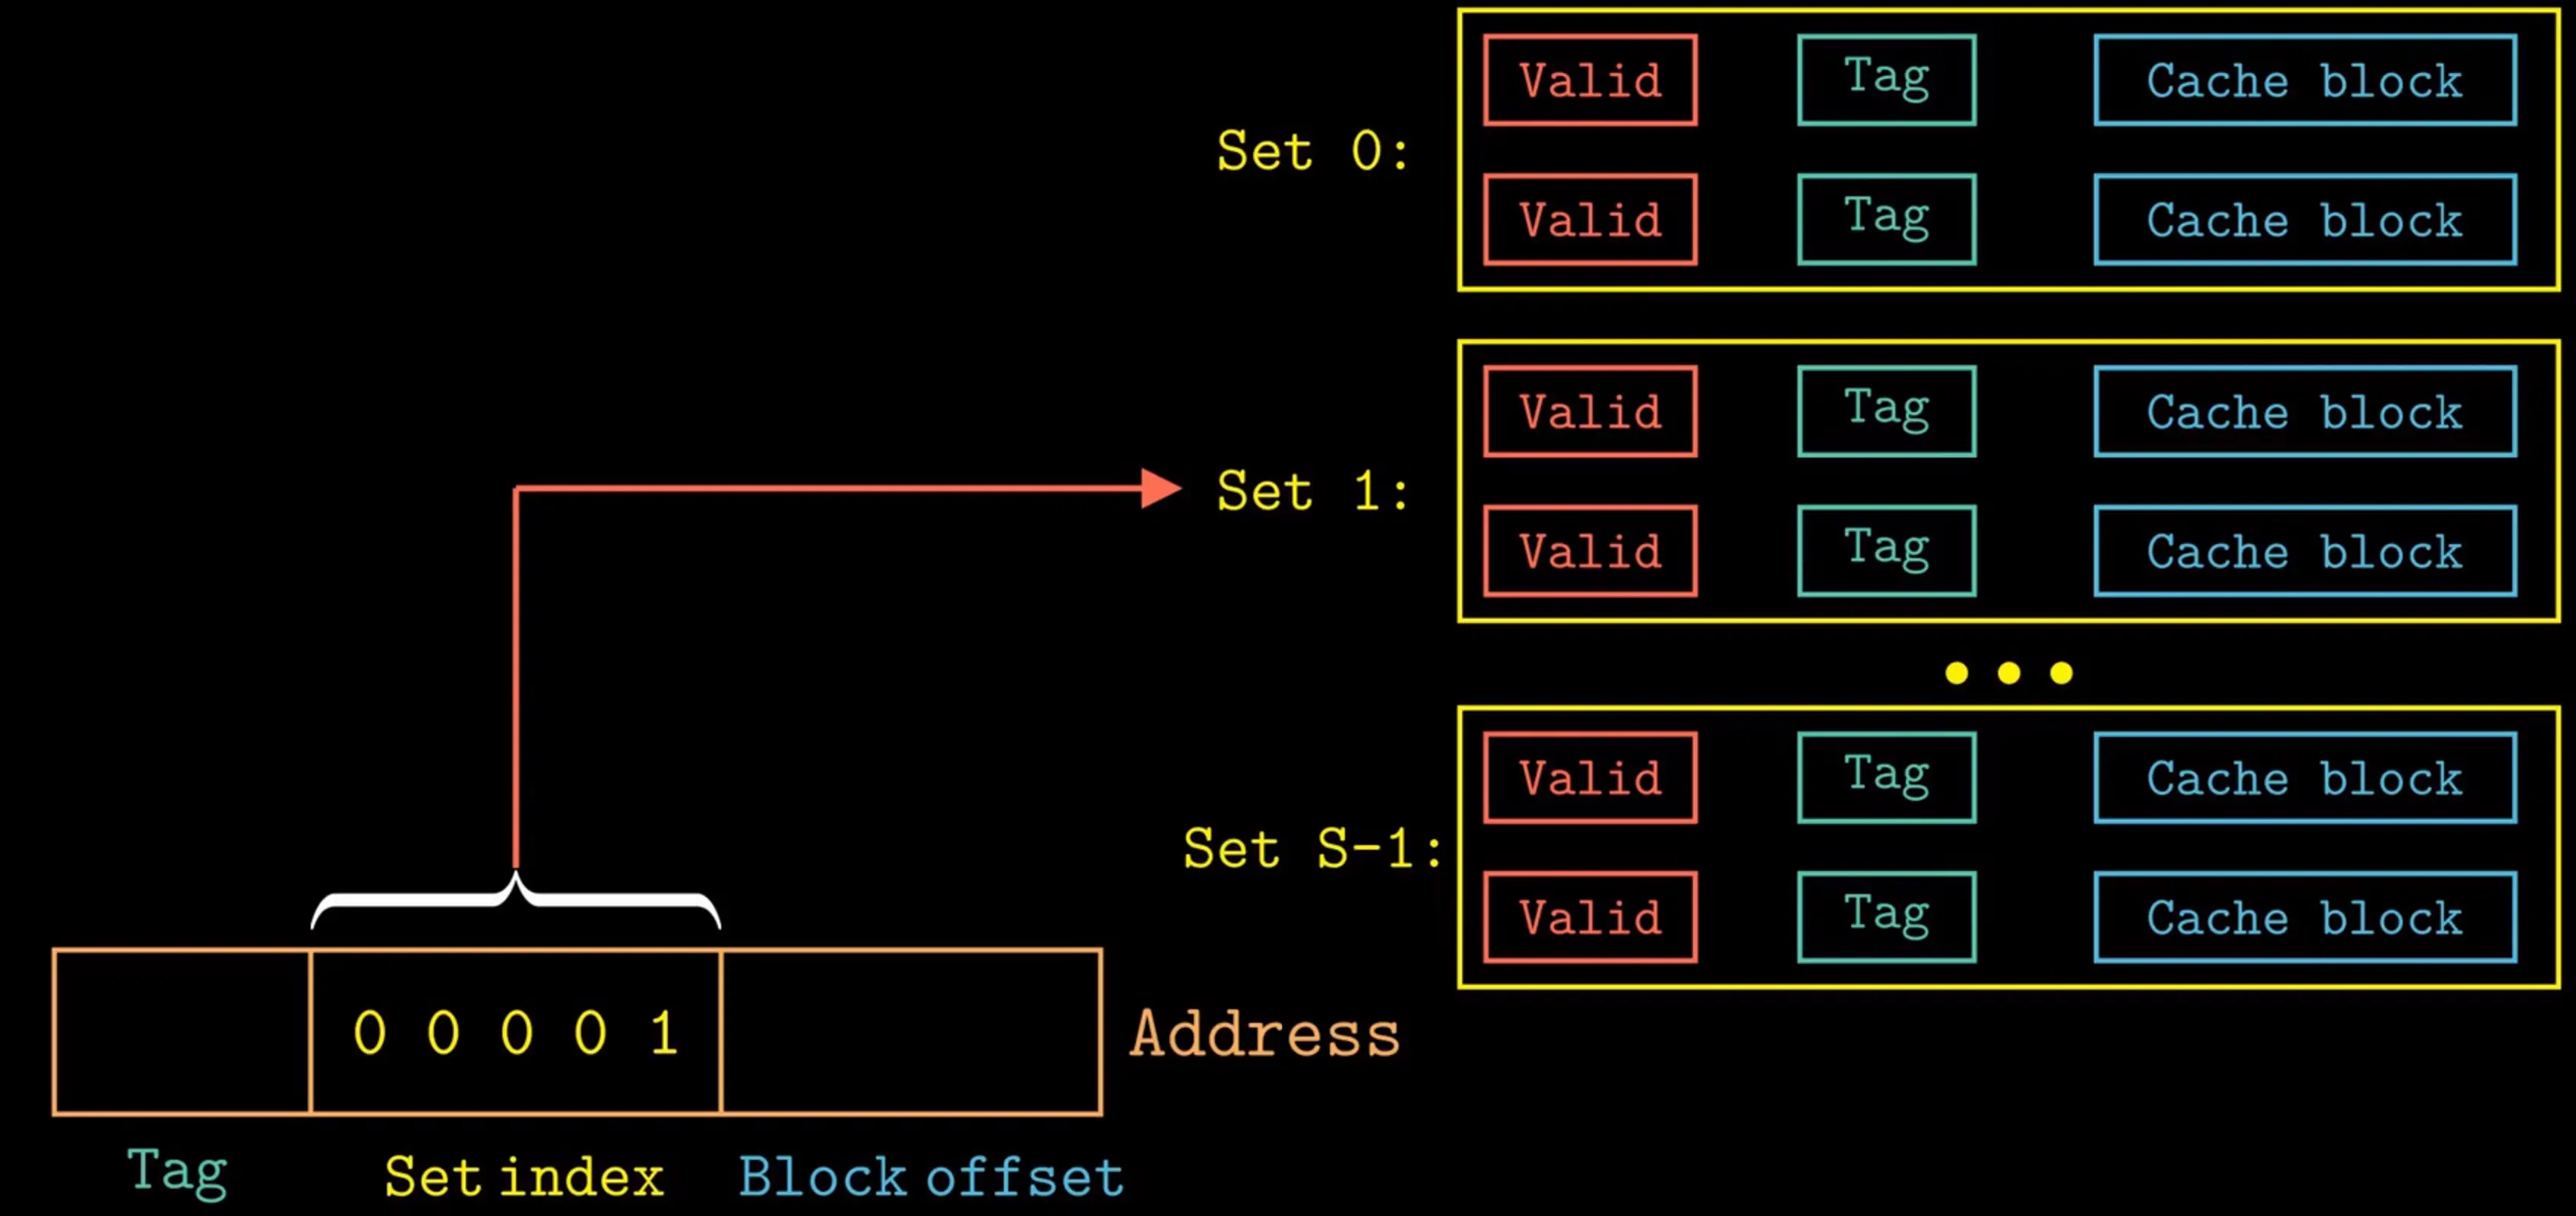 Valid Tag Cache block
Set 0:
Valid Tag Cache block
Valid Tag Cache block
Set 1:
Valid Tag Cache block
Valid Tag Cache block
Set S-1:
Valid Tag Cache block
0 0 0 0 1
Address
Tag Set index Block offset